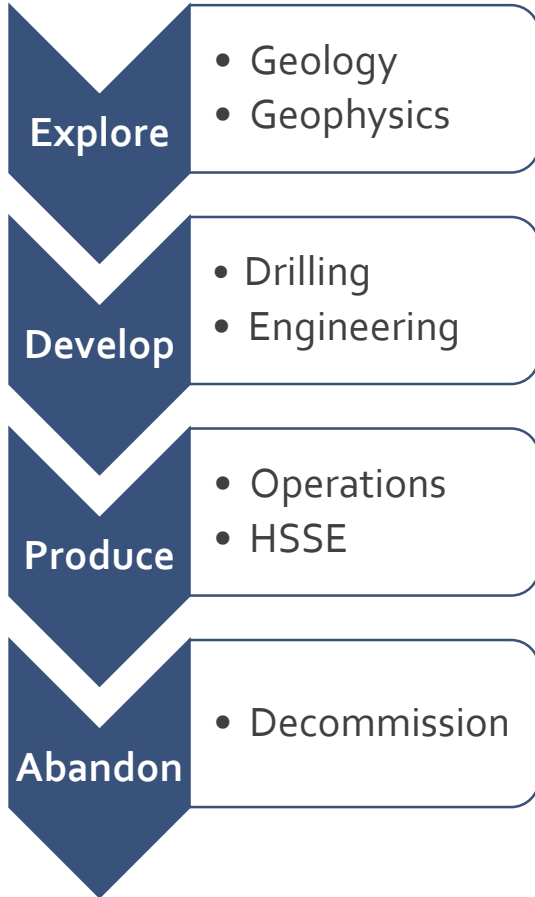 Explore
• Geology
• Geophysics
Develop
• Drilling
• Engineering
Produce
• Operations
• HSSE
Abandon
• Decommission